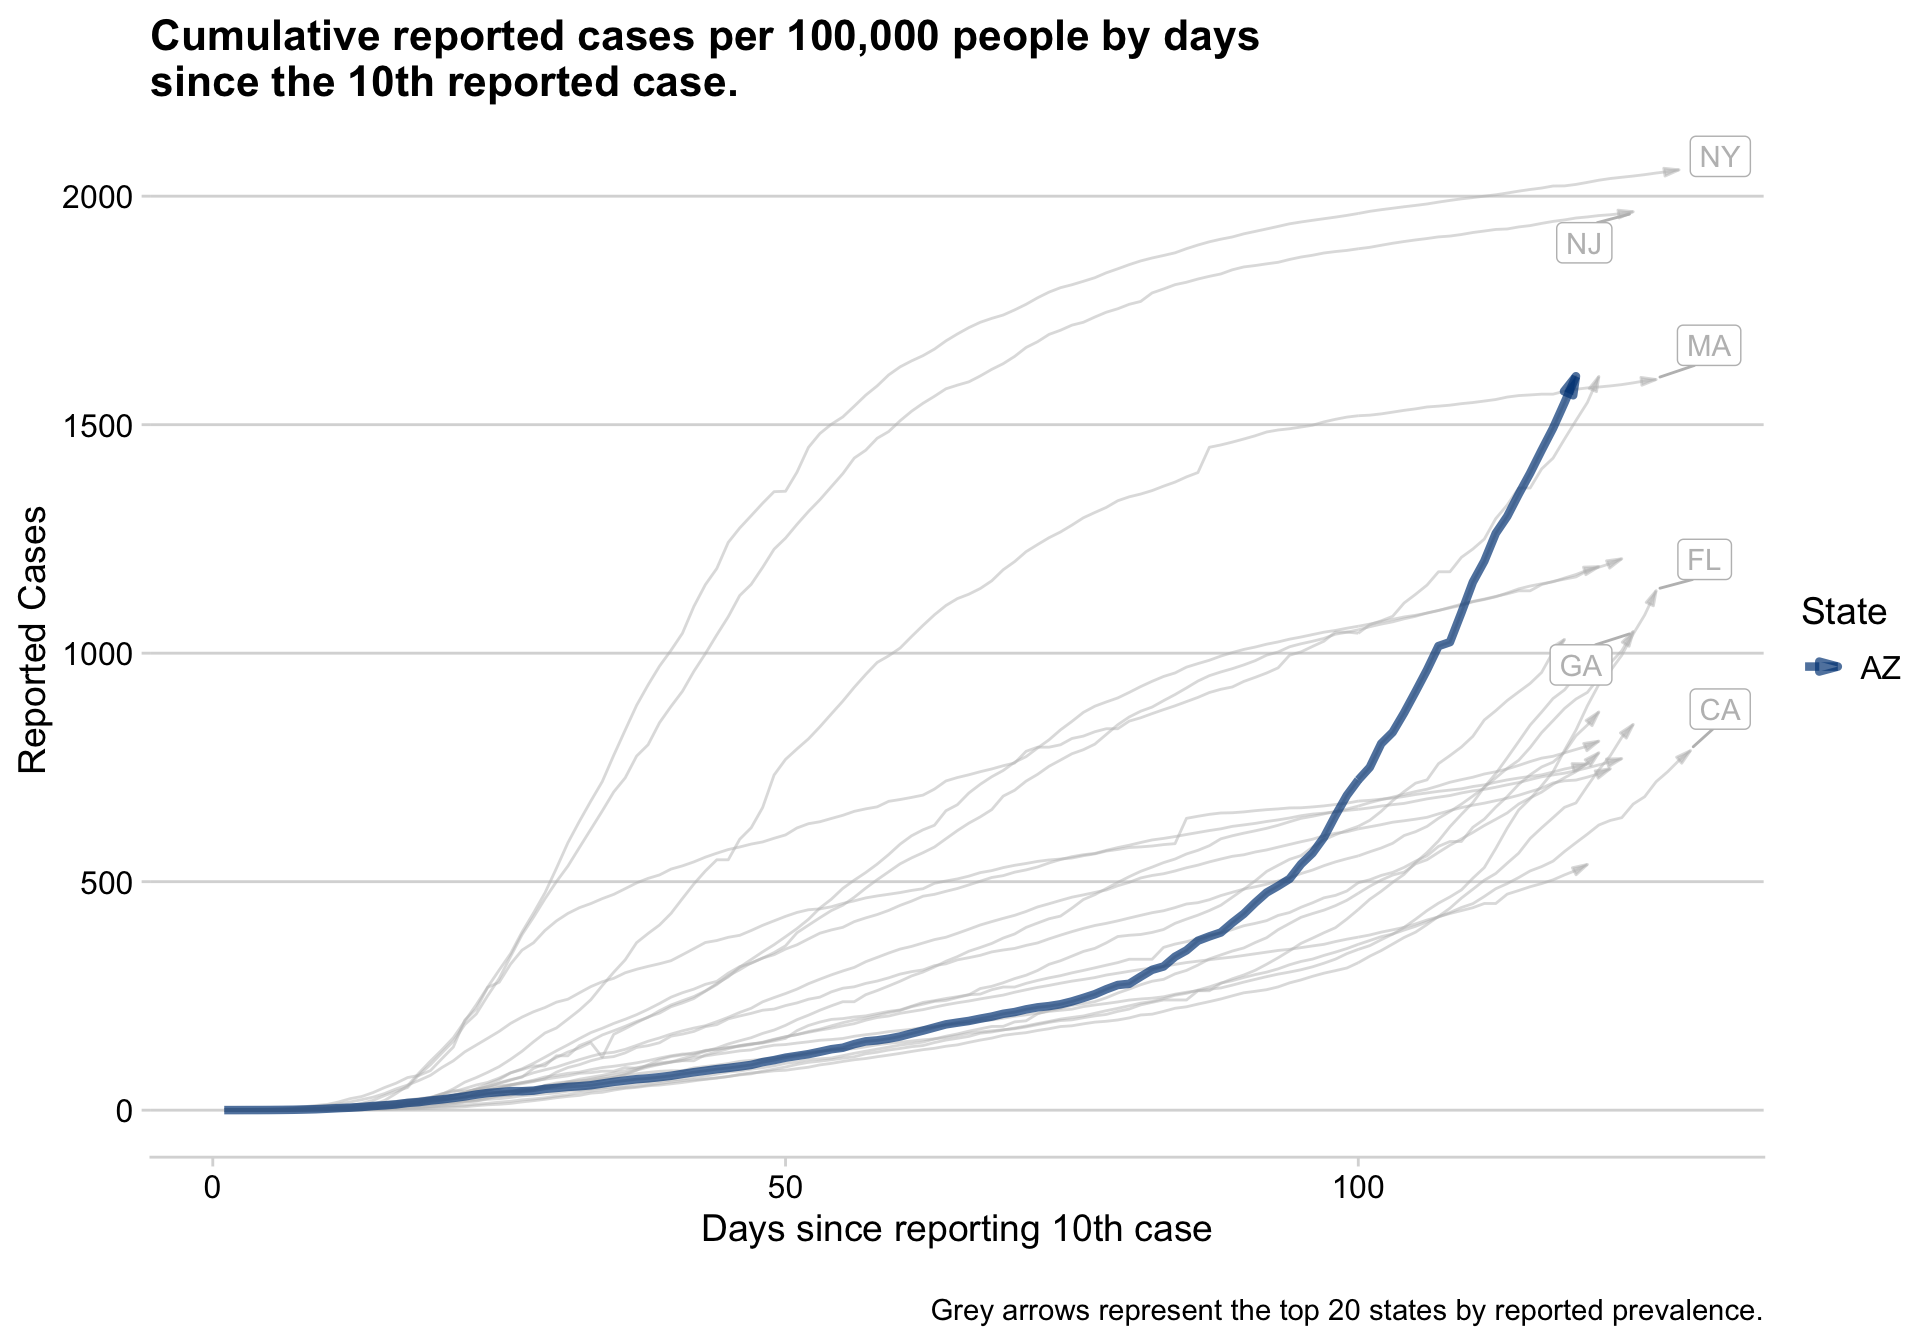 Cumulative reported cases per 100,000 people by days
since the 10th reported case.
NY
2000
NJ
MA
1500
FL
Reported Cases
State
1000
GA
AZ
CA
500
0
0 50 100
Days since reporting 10th case
Grey arrows represent the top 20 states by reported prevalence.